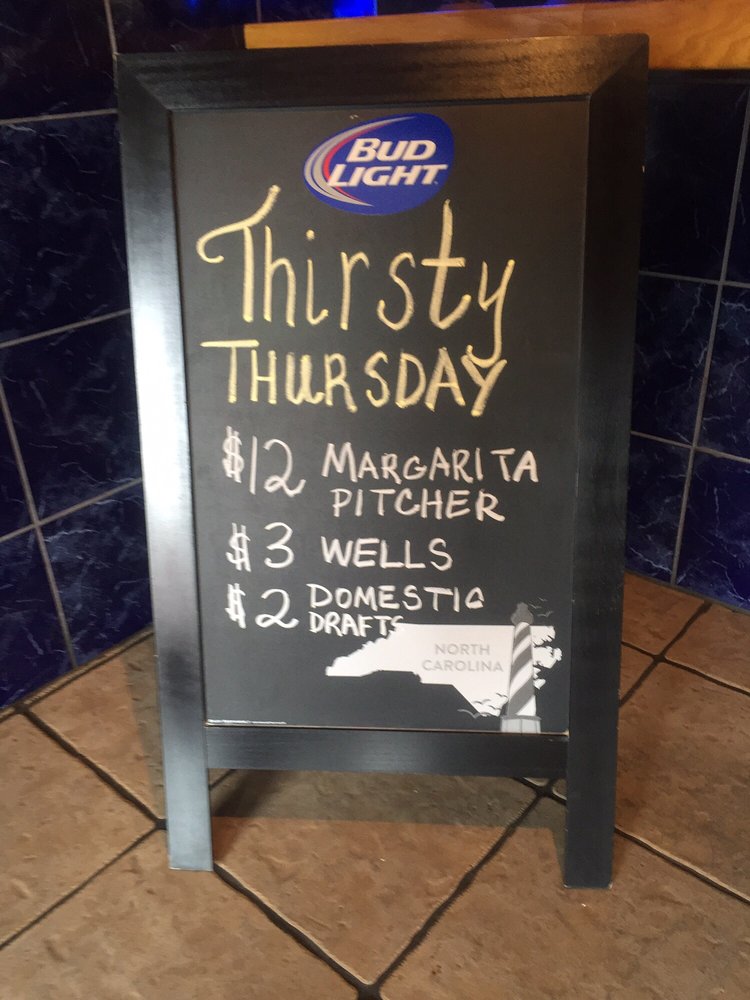 BUD
LIGHT
Thirsty
THURSDAY
$12 MARGARITA
PITCHER
$3 WELLS
$2 DOMESTIC
DRAFTS
NORTH
CAROLINA